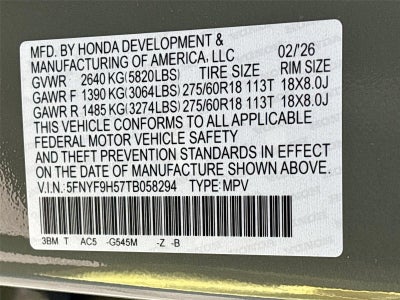 MFD. BY HONDA DEVELOPMENT &
MANUFACTURING OF AMERICA, LLC 02/26
GVWR 2640 KG(5820LBS) TIRE SIZE RIM SIZE
GAWR F 1390 KG(3064LBS) 275/60R18 113T 18X8.0J
GAWR R 1485 KG(3274LBS) 275/60R18 113T 18X8.0J
THIS VEHICLE CONFORMS TO ALL APPLICABLE
FEDERAL MOTOR VEHICLE SAFETY
AND THEFT PREVENTION STANDARDS IN EFFECT
ON THE DATE OF MANUFACTURE SHOWN ABOVE.
V.I.N.: 5FNYF9H57TB058294 TYPE: MPV
3BM T AC5 -G545M -Z -B